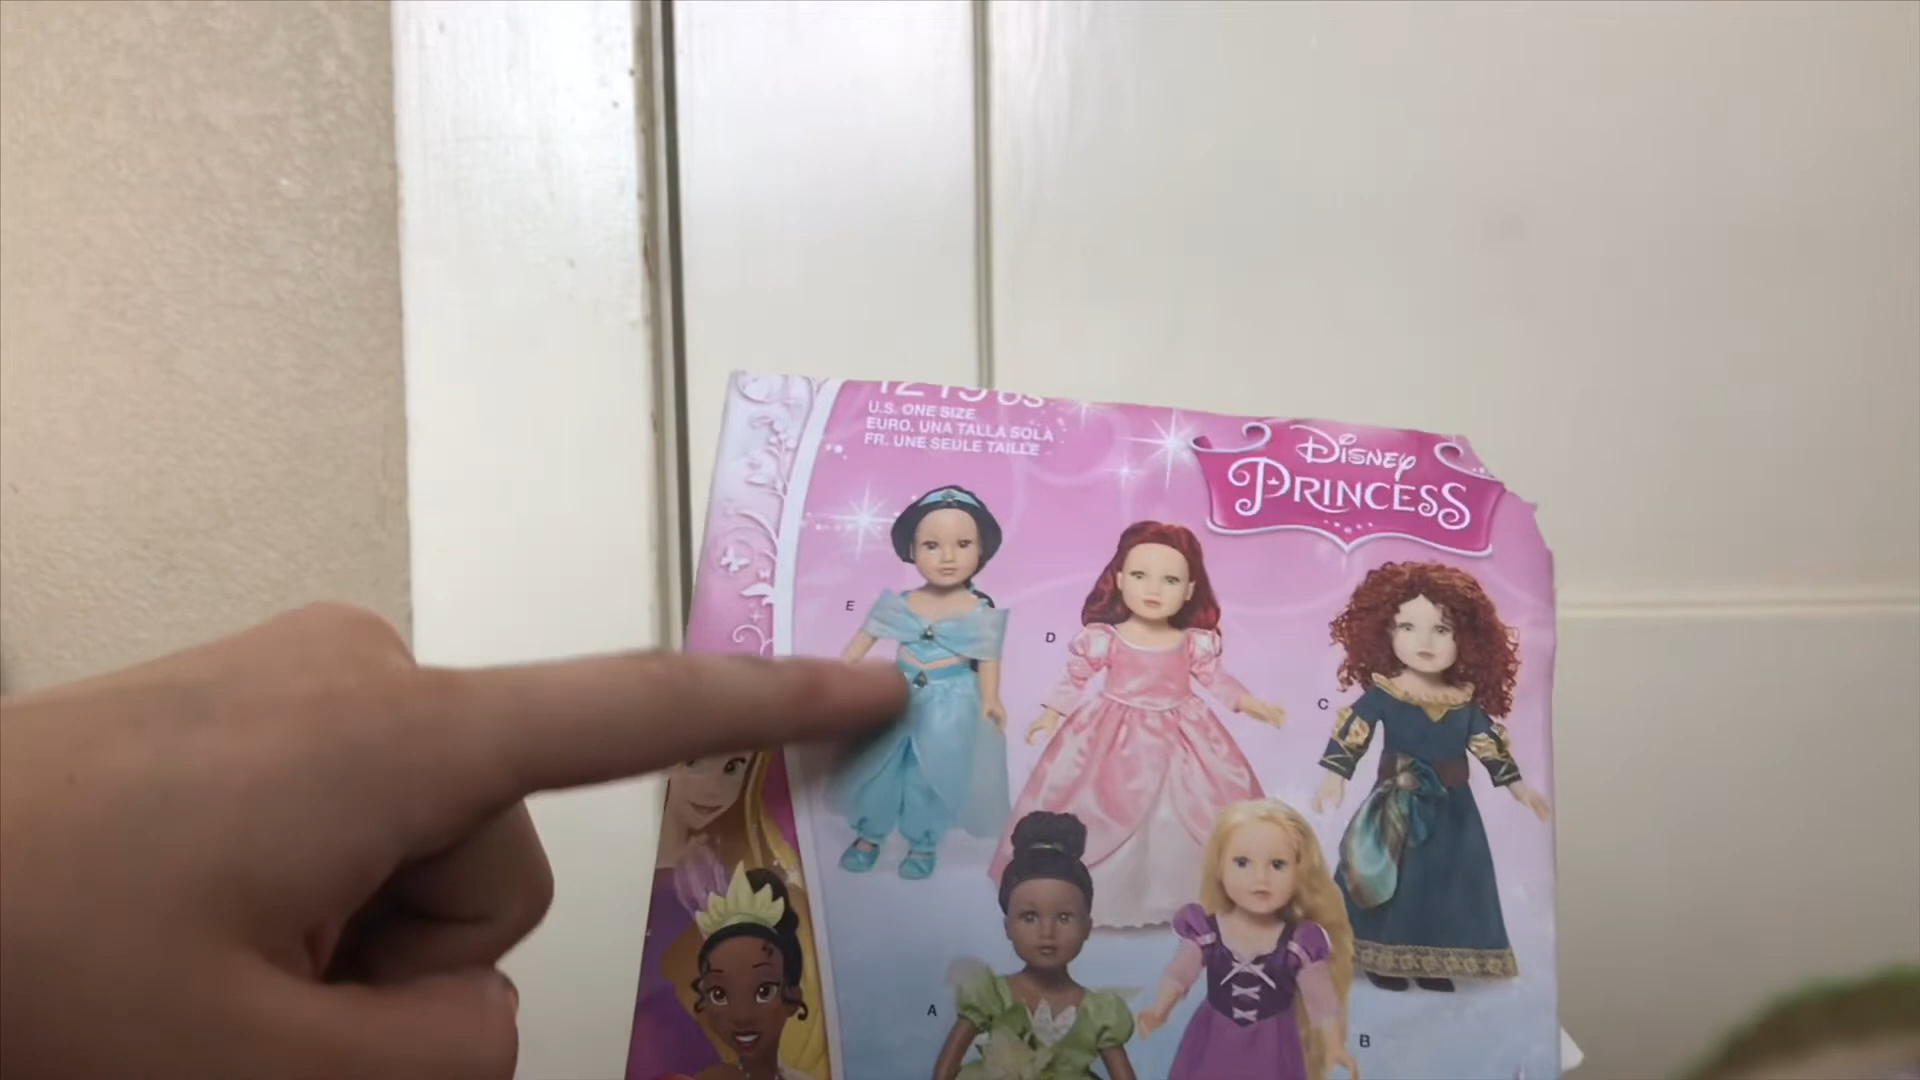 U.S. ONE SIZE
EURO. UNA TALLA SOLA
FR. UNE SEULE TAILLE
DISNEY
PRINCESS
E
D
C
A
B